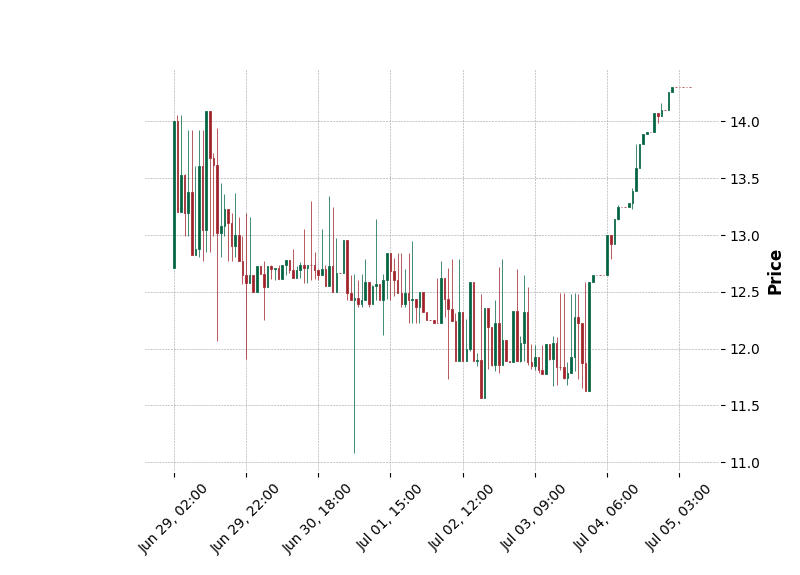 14.0
13.5
13.0
12.5
12.0
11.5
11.0
Price
Jun 29, 02:00
Jun 29, 22:00
Jun 30, 18:00
Jul 01, 15:00
Jul 02, 12:00
Jul 03, 09:00
Jul 04, 06:00
Jul 05, 03:00